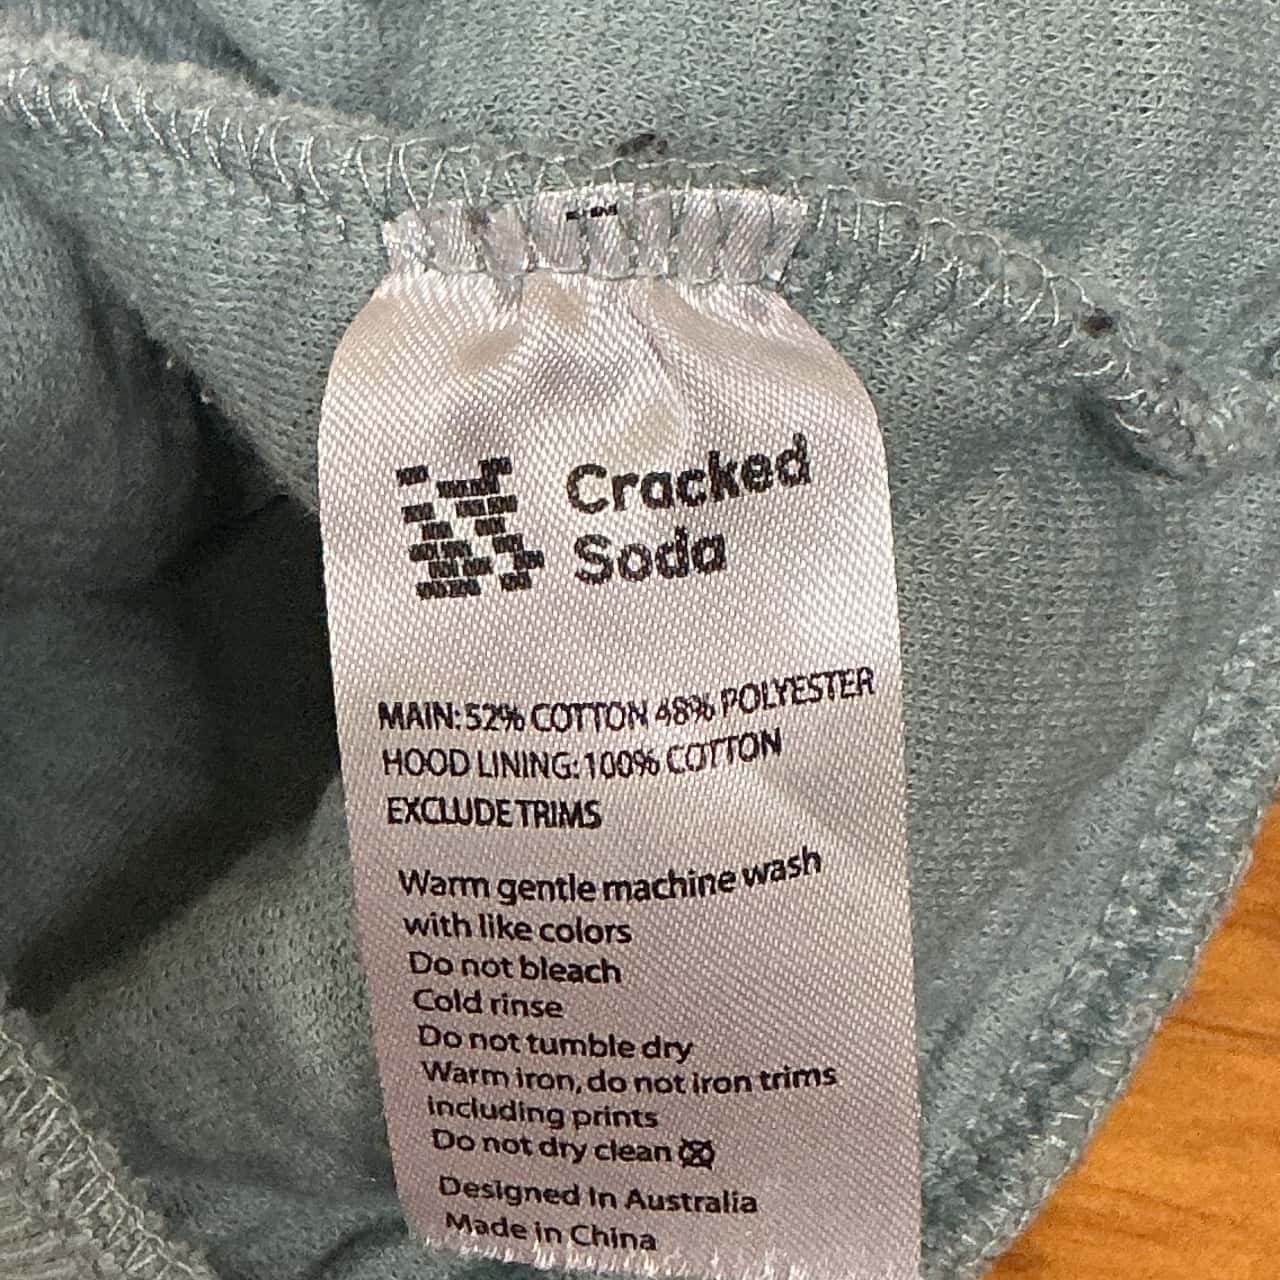 Cracked
Soda
MAIN: 52% COTTON 48% POLYESTER
HOOD LINING: 100% COTTON
EXCLUDE TRIMS
Warm gentle machine wash
with like colors
Do not bleach
Cold rinse
Do not tumble dry
Warm iron, do not iron trims
including prints
Do not dry clean
Designed In Australia
Made in China